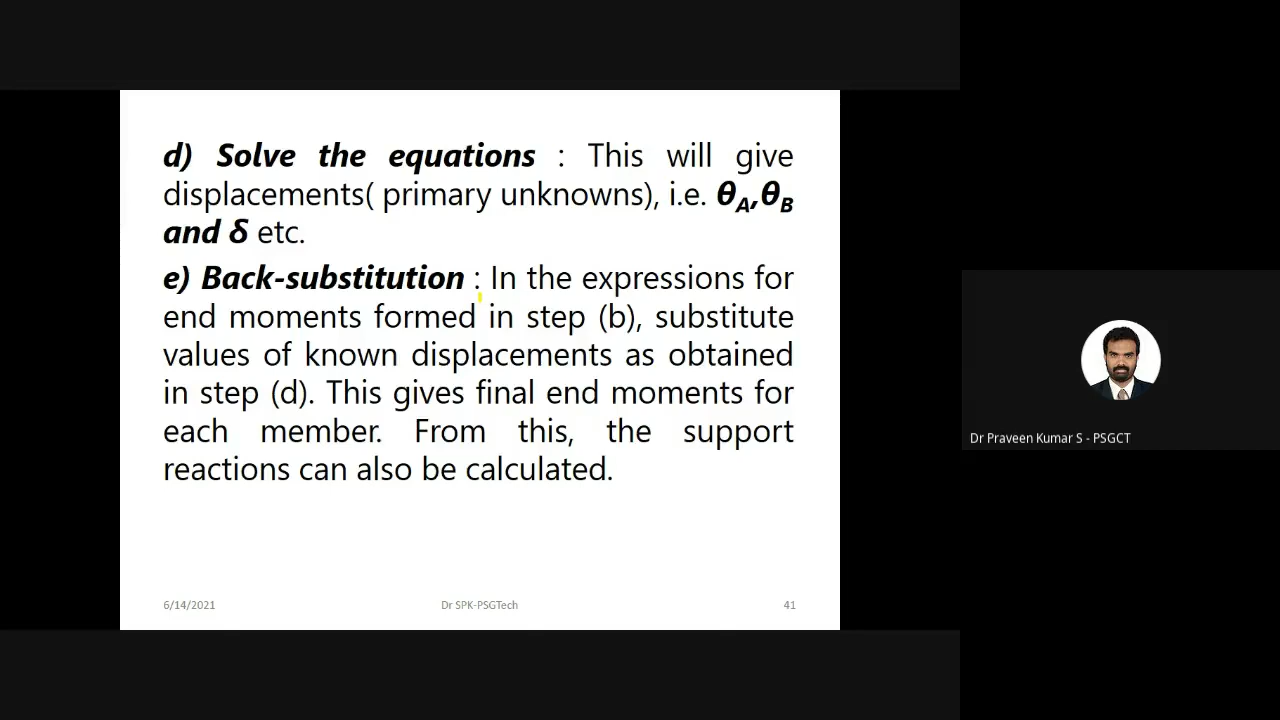 d) Solve the equations : This will give
displacements( primary unknowns), i.e. θA,θB
and δ etc.
e) Back-substitution : In the expressions for
end moments formed in step (b), substitute
values of known displacements as obtained
in step (d). This gives final end moments for
each member. From this, the support
reactions can also be calculated.
6/14/2021
Dr SPK-PSGTech
41
Dr Praveen Kumar S - PSGCT